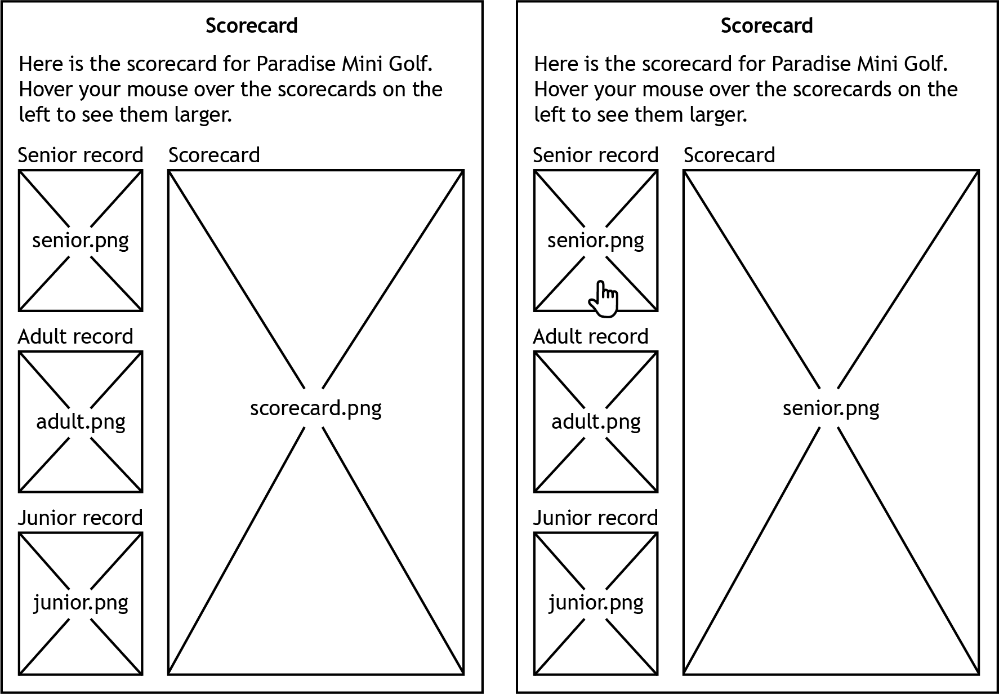 Scorecard
Here is the scorecard for Paradise Mini Golf.
Hover your mouse over the scorecards on the
left to see them larger.
Senior record
senior.png
Adult record
adult.png
Junior record
junior.png
Scorecard
scorecard.png
Scorecard
Here is the scorecard for Paradise Mini Golf.
Hover your mouse over the scorecards on the
left to see them larger.
Senior record
senior.png
Adult record
adult.png
Junior record
junior.png
Scorecard
senior.png